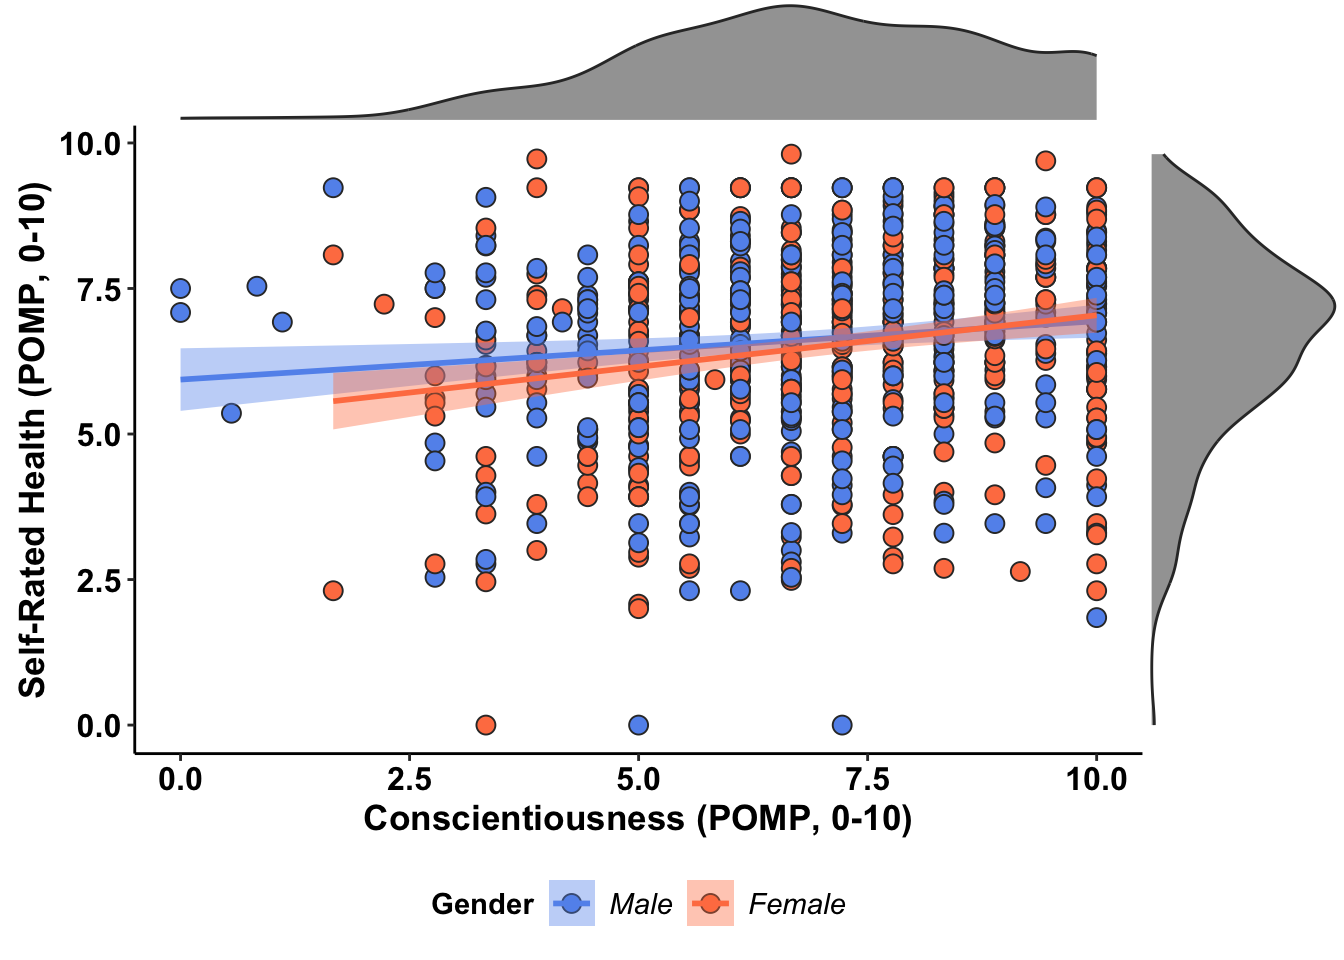 Self-Rated Health (POMP, 0-10)
10.0
7.5
5.0
2.5
0.0
0.0 2.5 5.0 7.5 10.0
Conscientiousness (POMP, 0-10)
Gender Male Female